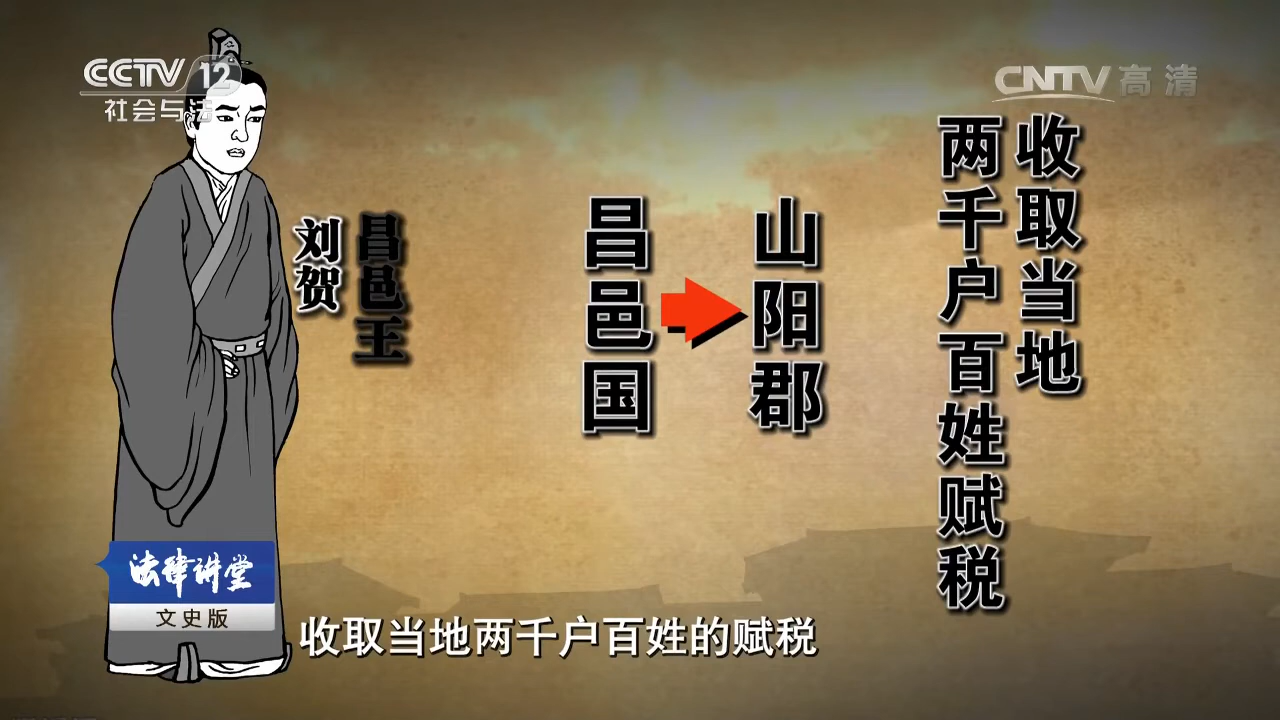 CCTV 12
社会与法
CNTV高清
收取当地
两千户百姓赋税
山阳郡
昌邑国
昌邑王
刘贺
法律讲堂
文史版
收取当地两千户百姓的赋税